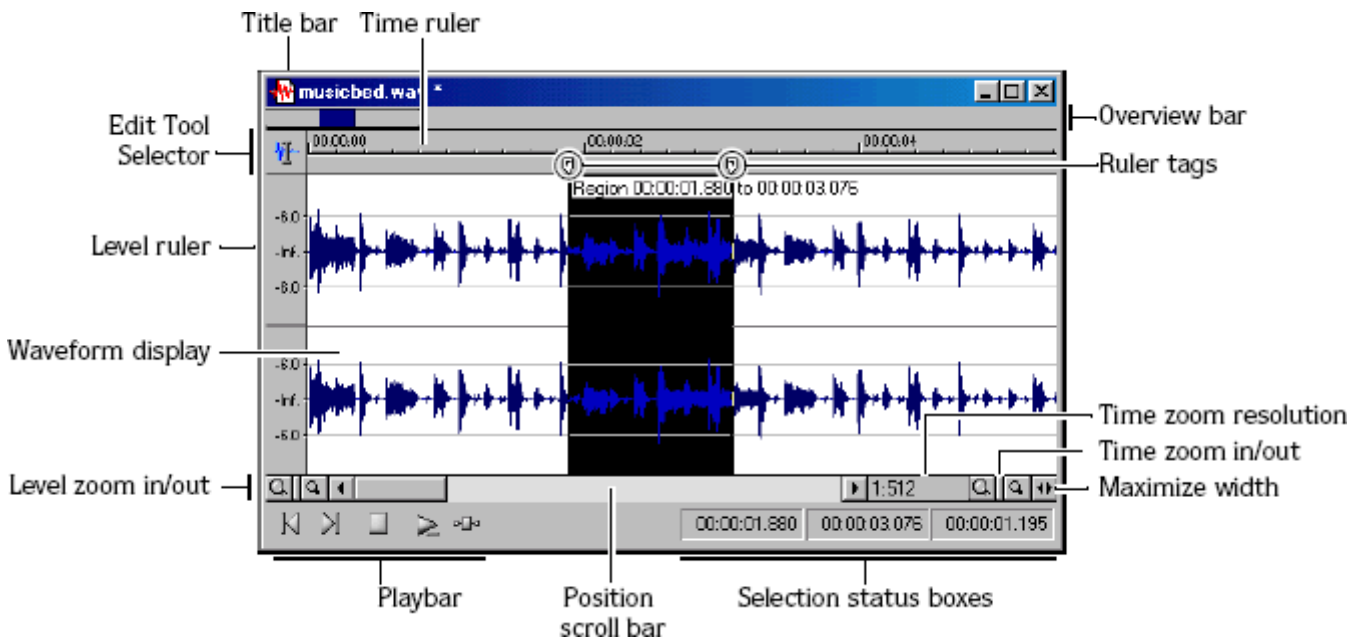 Title bar Time ruler
musicbed.wav *
Overview bar
Edit Tool
Selector
00:00:00 00:00:02 00:00:04
Ruler tags
Region 00:00:01.880 to 00:00:03.076
-6.0
Level ruler
-Inf.
-6.0
Waveform display
-6.0
-Inf.
-6.0
Time zoom resolution
Time zoom in/out
Level zoom in/out
1:512
Maximize width
00:00:01.880 00:00:03.076 00:00:01.195
Playbar
Position
scroll bar
Selection status boxes